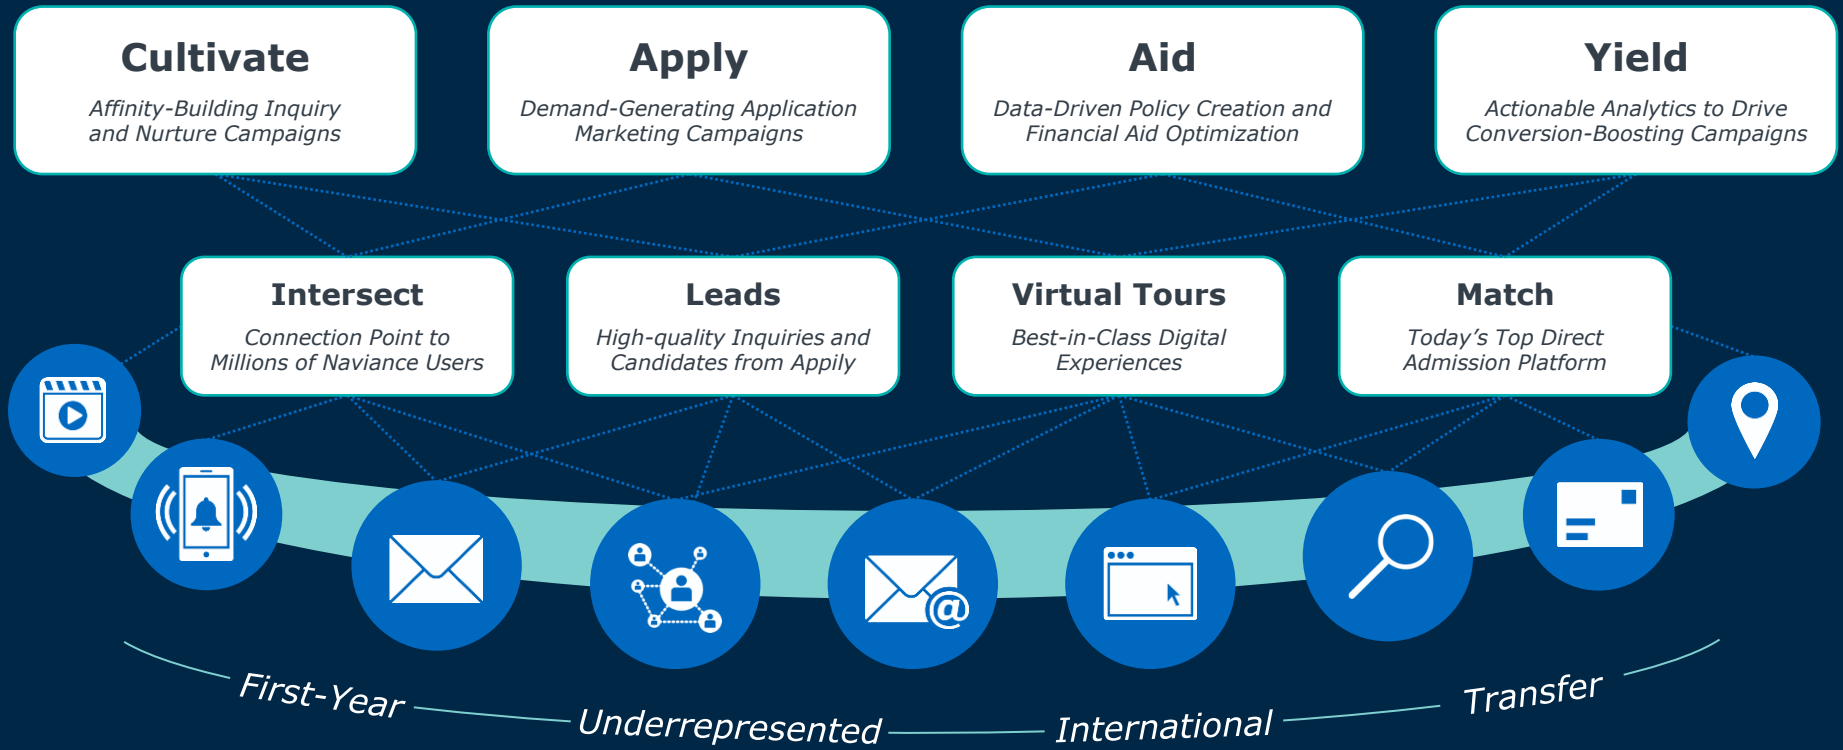 Cultivate
Affinity-Building Inquiry
and Nurture Campaigns
Apply
Demand-Generating Application
Marketing Campaigns
Aid
Data-Driven Policy Creation and
Financial Aid Optimization
Yield
Actionable Analytics to Drive
Conversion-Boosting Campaigns
Intersect
Connection Point to
Millions of Naviance Users
Leads
High-quality Inquiries and
Candidates from Appily
Virtual Tours
Best-in-Class Digital
Experiences
Match
Today’s Top Direct
Admission Platform
@
First-Year
Underrepresented
International
Transfer